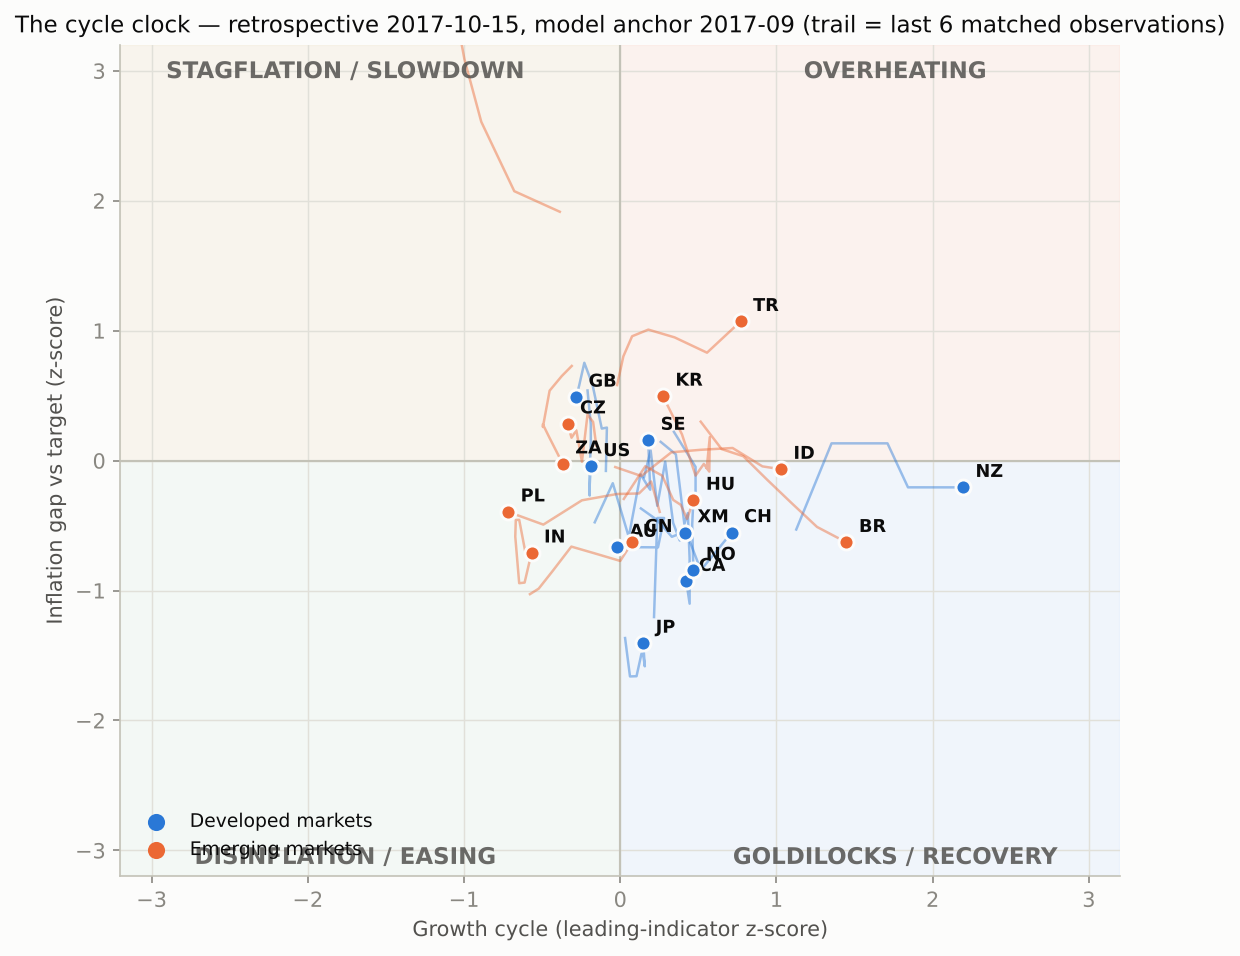 The cycle clock — retrospective 2017-10-15, model anchor 2017-09 (trail = last 6 matched observations)
STAGFLATION / SLOWDOWN
OVERHEATING
3
2
1
0
−1
−2
−3
Inflation gap vs target (z-score)
TR
GB
KR
CZ
SE
ZA
US
ID
NZ
HU
PL
XM
CH
AU
CN
BR
IN
NO
CA
JP
Developed markets
Emerging markets
DISINFLATION / EASING
GOLDILOCKS / RECOVERY
−3
−2
−1
0
1
2
3
Growth cycle (leading-indicator z-score)